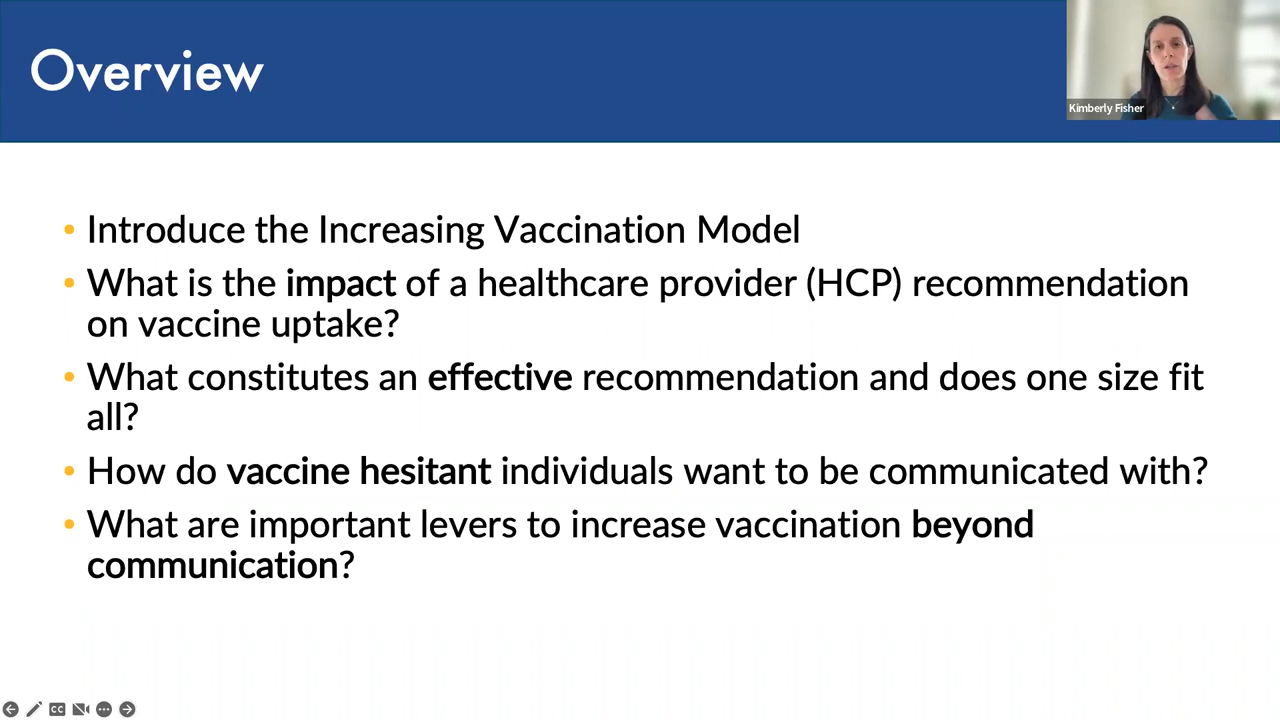 Overview
Kimberly Fisher
• Introduce the Increasing Vaccination Model
• What is the impact of a healthcare provider (HCP) recommendation
on vaccine uptake?
• What constitutes an effective recommendation and does one size fit
all?
• How do vaccine hesitant individuals want to be communicated with?
• What are important levers to increase vaccination beyond
communication?
CC